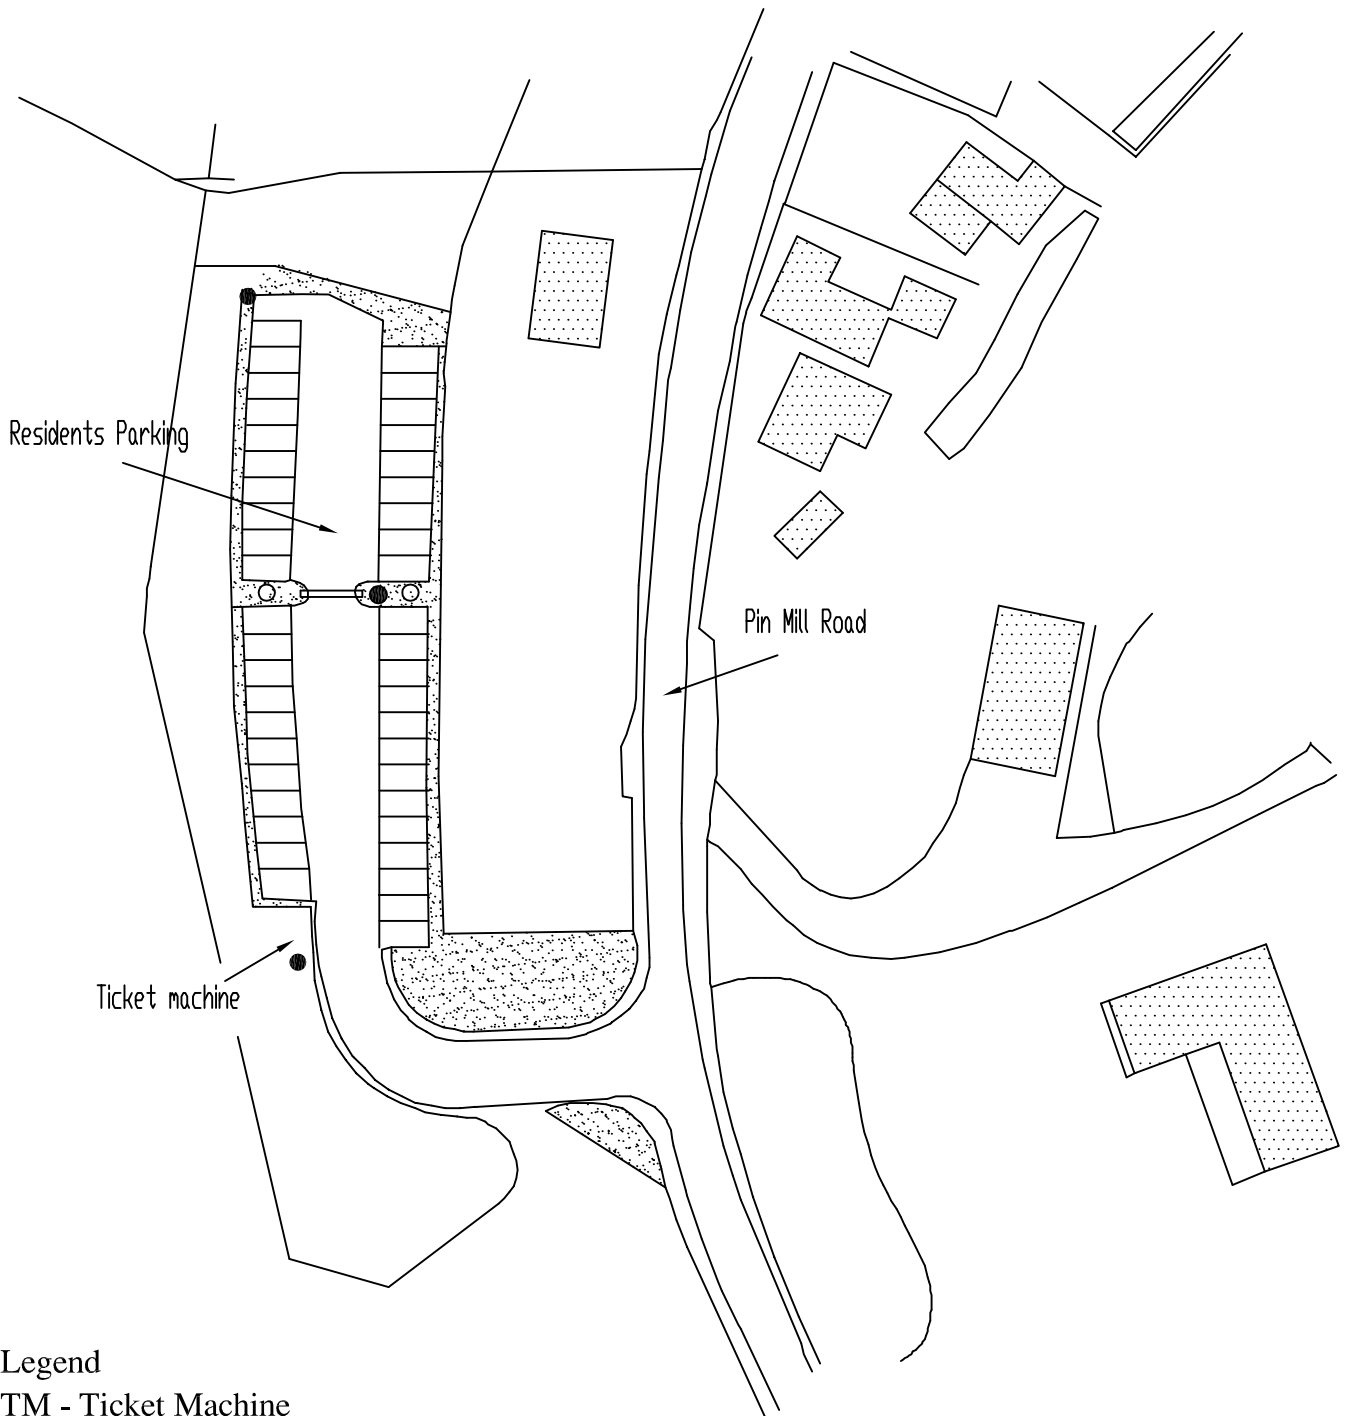 Residents Parking
Pin Mill Road
Ticket machine
Legend
TM - Ticket Machine